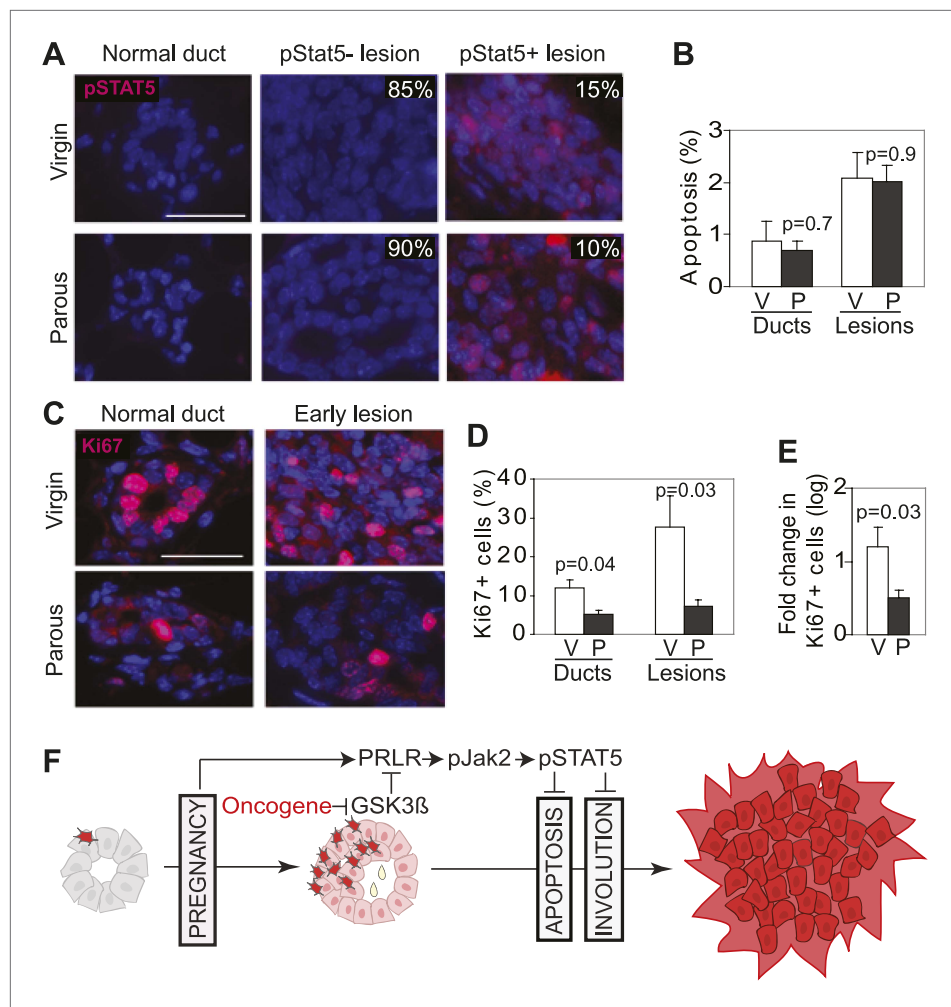 A
Normal duct
pStat5- lesion
pStat5+ lesion
pSTAT5
85%
15%
Virgin
90%
10%
Parous
B
Apoptosis (%)
3
2
1
0
p=0.7
p=0.9
V P V P
Ducts Lesions
C
Normal duct
Early lesion
Ki67
Virgin
Parous
D
Ki67+ cells (%)
40
30
20
10
0
p=0.04
p=0.03
V P V P
Ducts Lesions
E
Fold change in
Ki67+ cells (log)
2
1
0
p=0.03
V P
F
PRLR pJak2 pSTAT5
Oncogene GSK3ß
PREGNANCY
APOPTOSIS
INVOLUTION